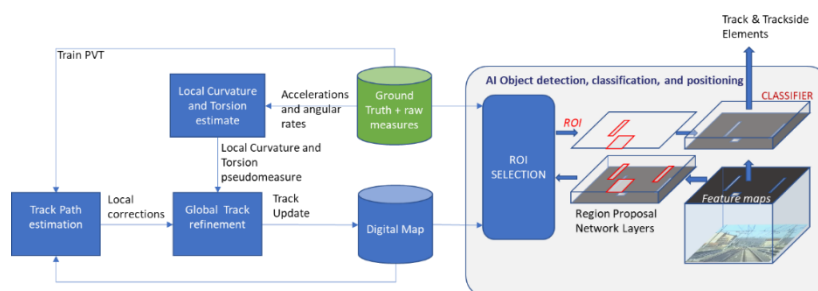 Track & Trackside
Elements
Train PVT
AI Object detection, classification, and positioning
Local Curvature
and Torsion
estimate
Accelerations
and angular
rates
Ground
Truth + raw
measures
CLASSIFIER
ROI
Local Curvature and
Torsion
pseudomeasure
ROI
SELECTION
Track Path
estimation
Local
corrections
Global Track
refinement
Track
Update
Digital Map
Region Proposal
Network Layers
Feature maps